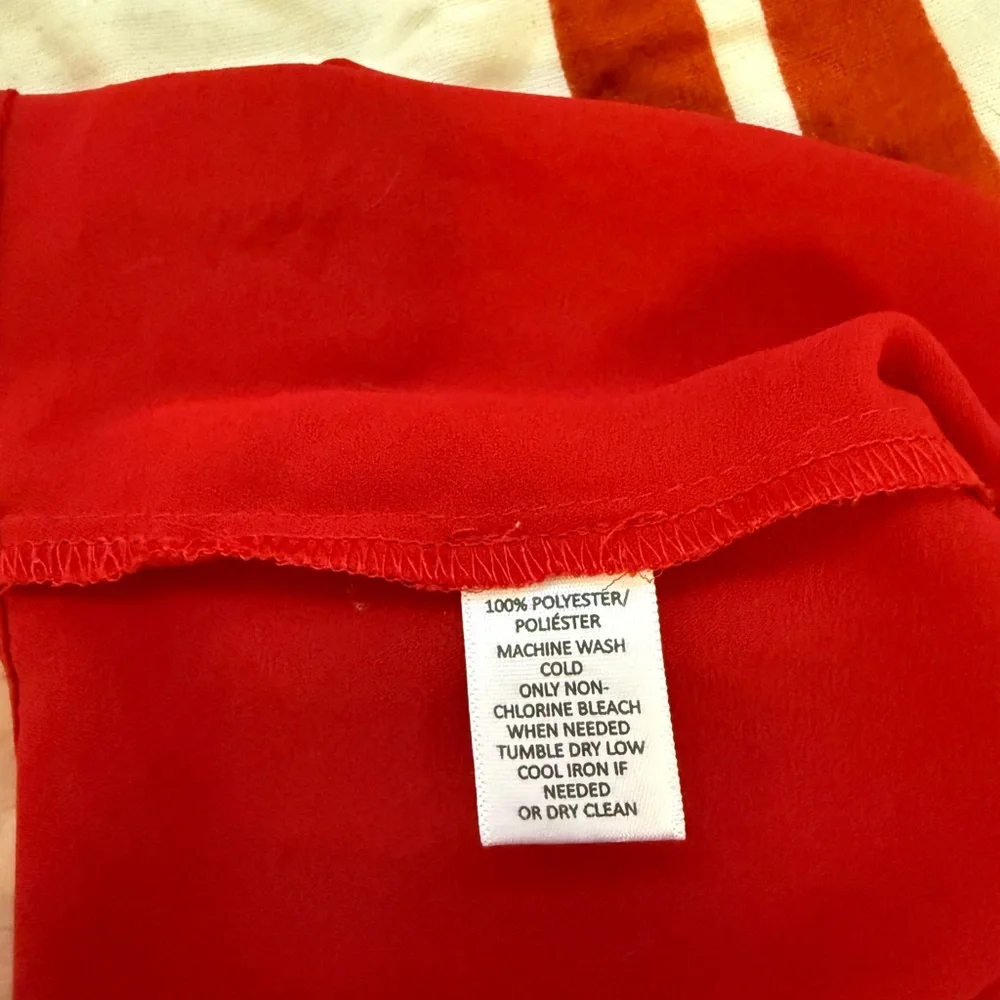 100% POLYESTER/
POLIÉSTER
MACHINE WASH
COLD
ONLY NON-
CHLORINE BLEACH
WHEN NEEDED
TUMBLE DRY LOW
COOL IRON IF
NEEDED
OR DRY CLEAN